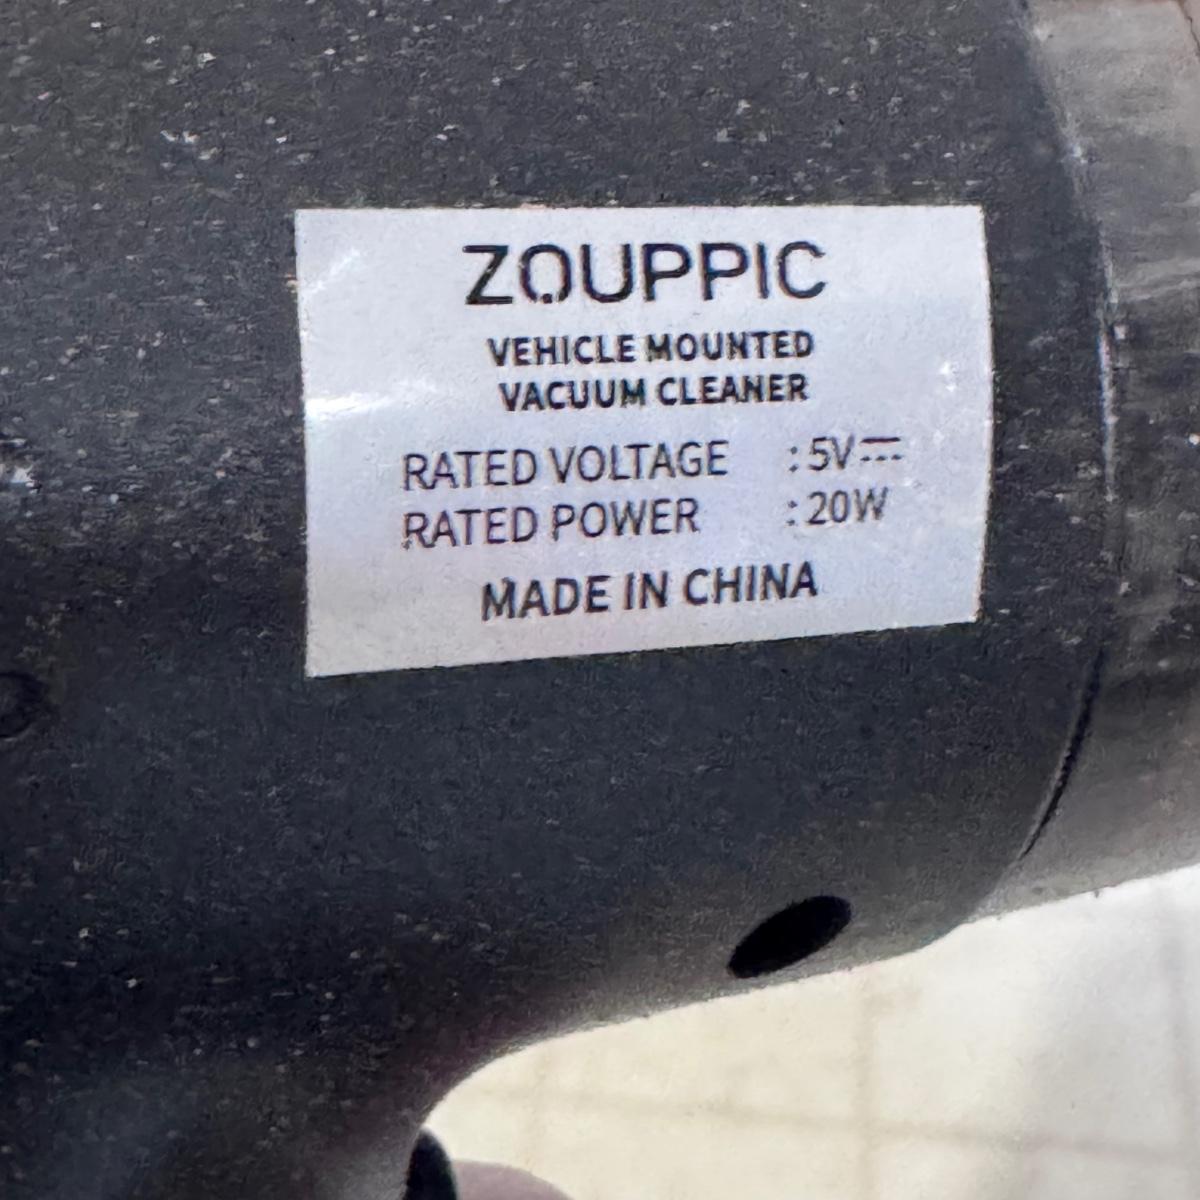 ZOUPPIC
VEHICLE MOUNTED
VACUUM CLEANER
RATED VOLTAGE : 5V⎓
RATED POWER : 20W
MADE IN CHINA